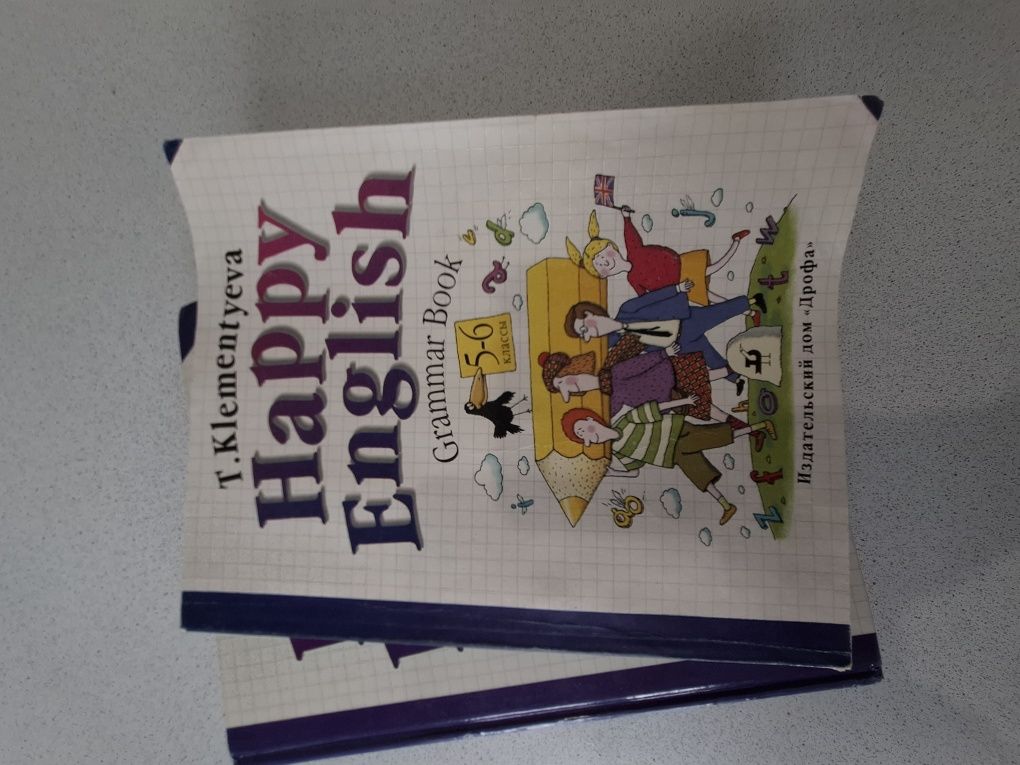 T.Klementyeva
Happy
English
Grammar Book
5-6
классы
Издательский дом «Дрофа»